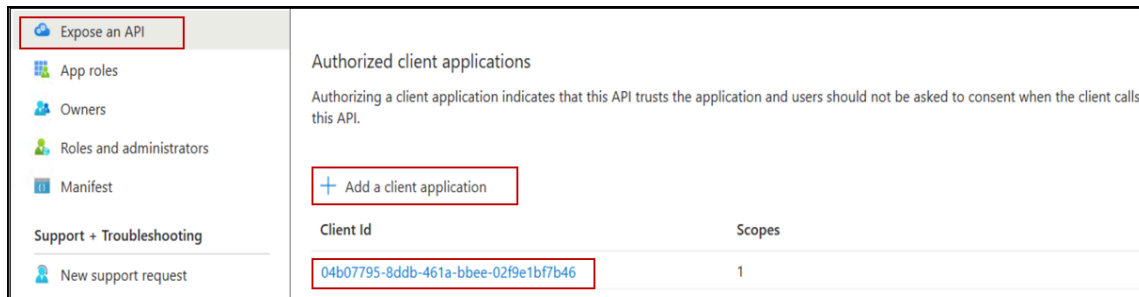 Expose an API
App roles
Owners
Roles and administrators
Manifest
Support + Troubleshooting
New support request
Authorized client applications
Authorizing a client application indicates that this API trusts the application and users should not be asked to consent when the client calls
this API.
+ Add a client application
Client Id Scopes
04b07795-8ddb-461a-bbee-02f9e1bf7b46 1